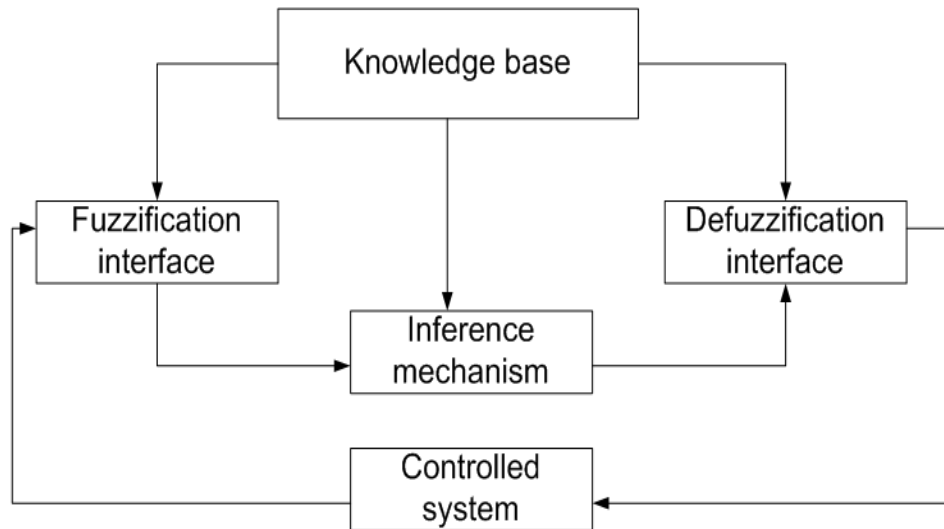 Knowledge base
Fuzzification
interface
Defuzzification
interface
Inference
mechanism
Controlled
system